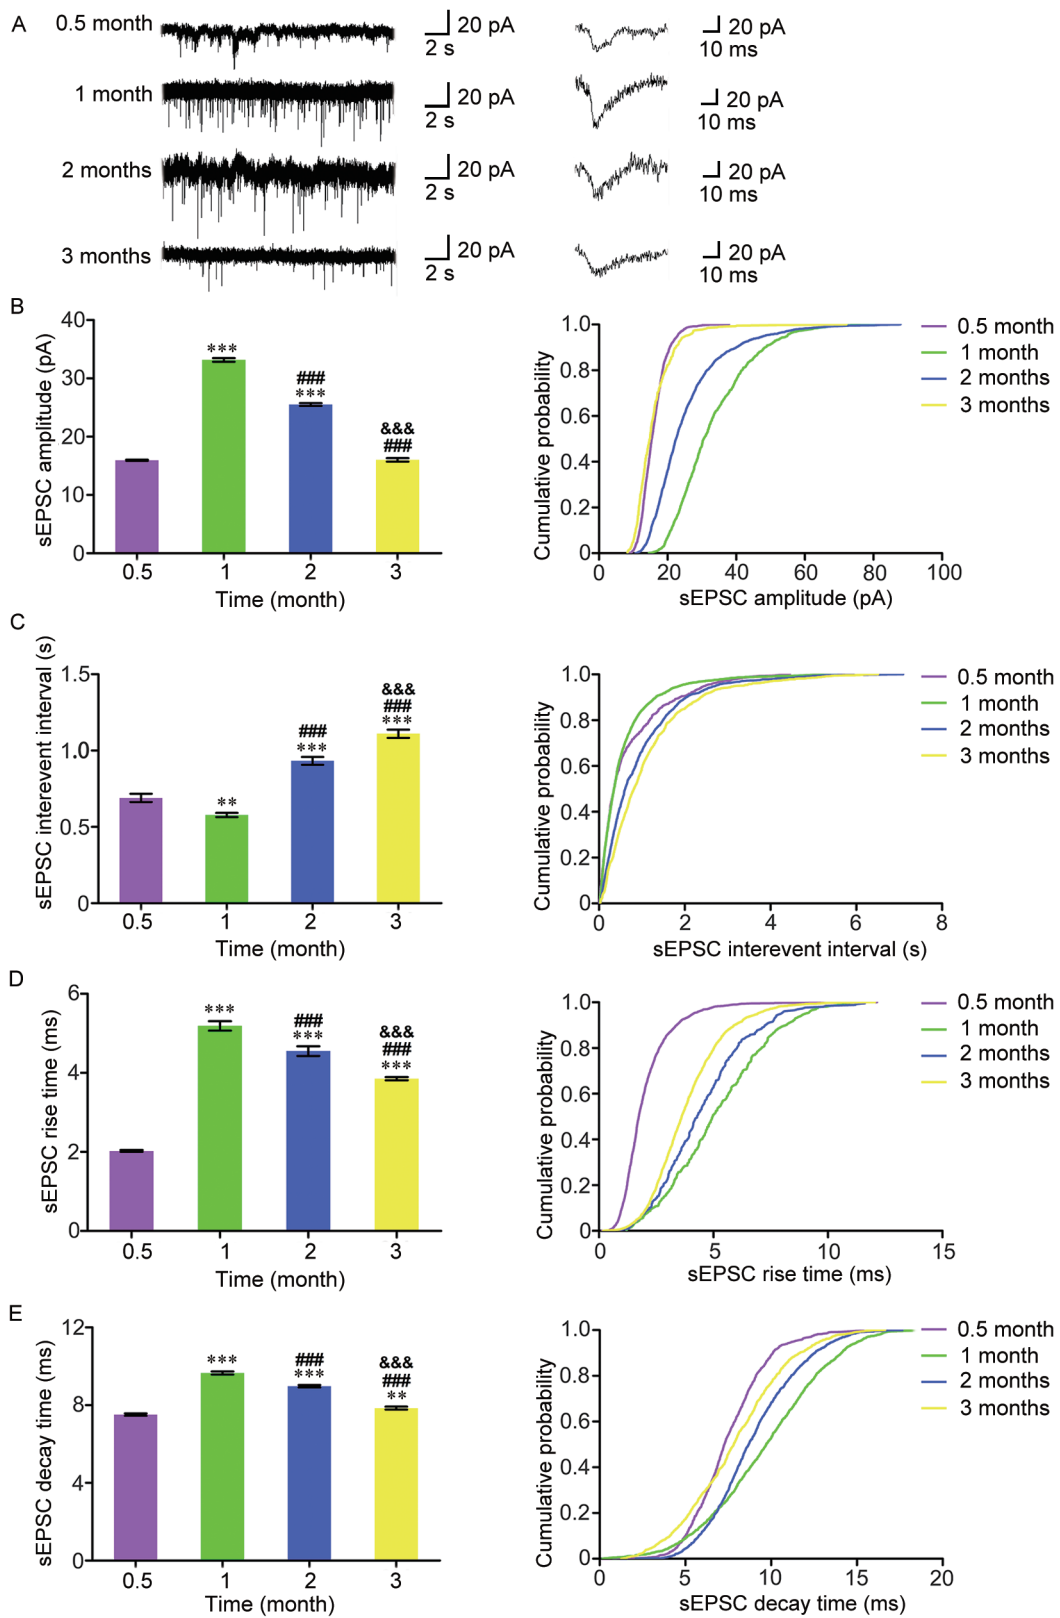 A
0.5 month
20 pA
2 s
20 pA
10 ms
1 month
20 pA
2 s
20 pA
10 ms
2 months
20 pA
2 s
20 pA
10 ms
3 months
20 pA
2 s
20 pA
10 ms
B
sEPSC amplitude (pA)
40
30
20
10
0
***
###
***
&&&
###
0.5 1 2 3
Time (month)
Cumulative probability
1.0
0.8
0.6
0.4
0.2
0
0 20 40 60 80 100
sEPSC amplitude (pA)
0.5 month
1 month
2 months
3 months
C
sEPSC interevent interval (s)
1.5
1.0
0.5
0
**
###
***
&&&
###
***
0.5 1 2 3
Time (month)
Cumulative probability
1.0
0.8
0.6
0.4
0.2
0
0 2 4 6 8
sEPSC interevent interval (s)
0.5 month
1 month
2 months
3 months
D
sEPSC rise time (ms)
6
4
2
0
***
###
***
&&&
###
***
0.5 1 2 3
Time (month)
Cumulative probability
1.0
0.8
0.6
0.4
0.2
0
0 5 10 15
sEPSC rise time (ms)
0.5 month
1 month
2 months
3 months
E
sEPSC decay time (ms)
12
8
4
0
***
###
***
&&&
###
**
0.5 1 2 3
Time (month)
Cumulative probability
1.0
0.8
0.6
0.4
0.2
0
0 5 10 15 20
sEPSC decay time (ms)
0.5 month
1 month
2 months
3 months